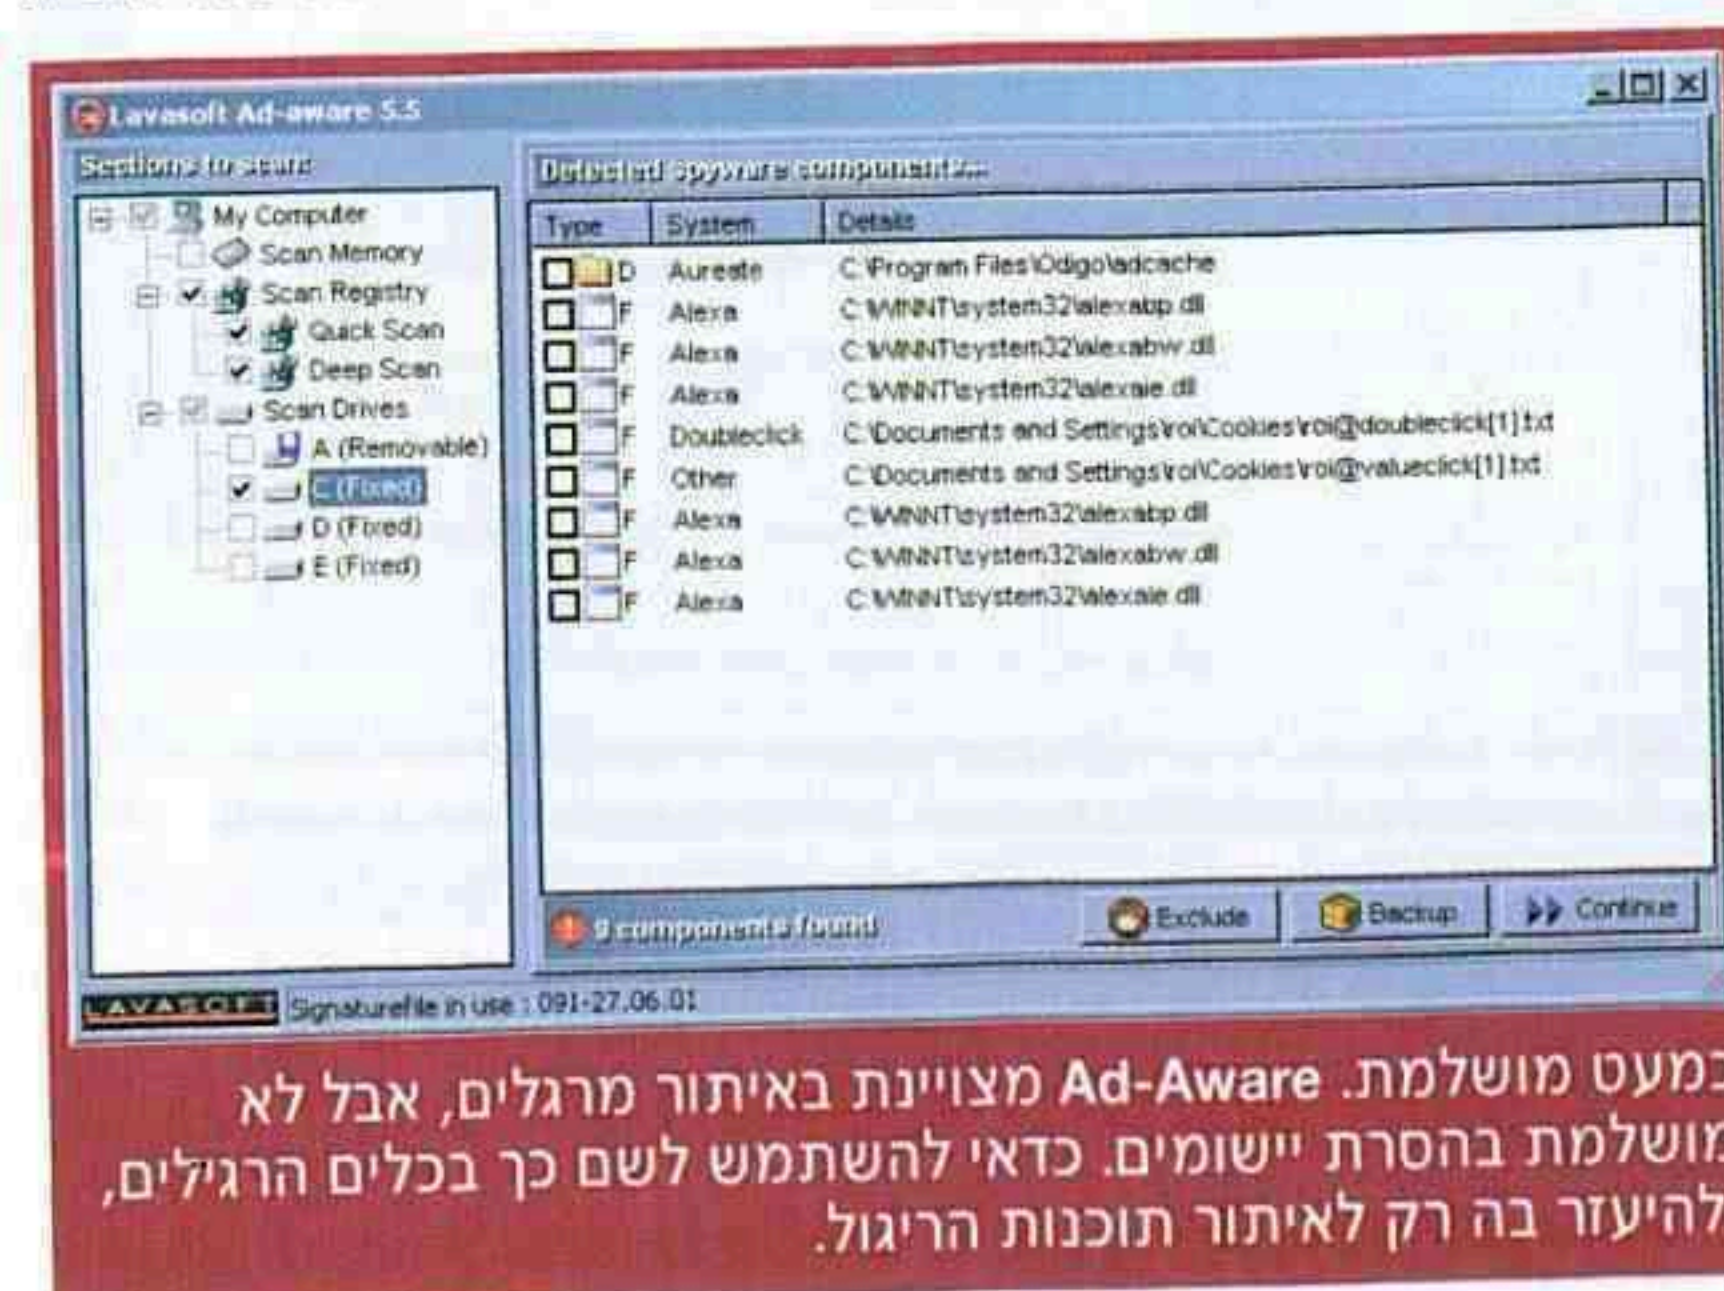 Lavasoft Ad-aware 5.5
Sections to scan:
My Computer
Scan Memory
Scan Registry
Quick Scan
Deep Scan
Scan Drives
A (Removable)
C (Fixed)
D (Fixed)
E (Fixed)
Detected spyware components...
Type System Details
D Aureate C:\Program Files\Odigo\adcache
F Alexa C:\WINNT\system32\alexabp.dll
F Alexa C:\WINNT\system32\alexabw.dll
F Alexa C:\WINNT\system32\alexaie.dll
F Doubleclick C:\Documents and Settings\roi\Cookies\roi@doubleclick[1].txt
F Other C:\Documents and Settings\roi\Cookies\roi@valueclick[1].txt
F Alexa C:\WINNT\system32\alexabp.dll
F Alexa C:\WINNT\system32\alexabw.dll
F Alexa C:\WINNT\system32\alexaie.dll
9 components found
Exclude Backup Continue
LAVASOFT Signaturefile in use : 091-27.06.01
כמעט מושלמת. Ad-Aware מצויינת באיתור מרגלים, אבל לא
מושלמת בהסרת יישומים. כדאי להשתמש לשם כך בכלים הרגילים,
להיעזר בה רק לאיתור תוכנות הריגול.